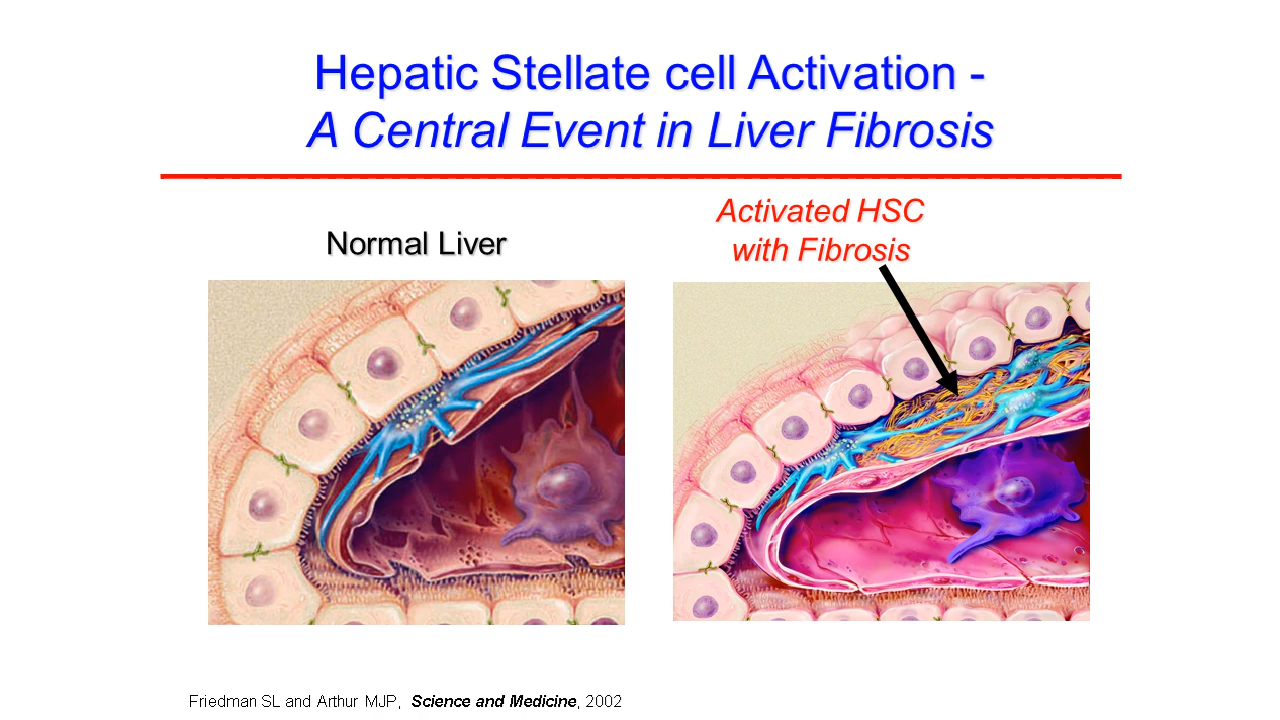 Hepatic Stellate cell Activation -
A Central Event in Liver Fibrosis
Normal Liver
Activated HSC
with Fibrosis
Friedman SL and Arthur MJP, Science and Medicine, 2002